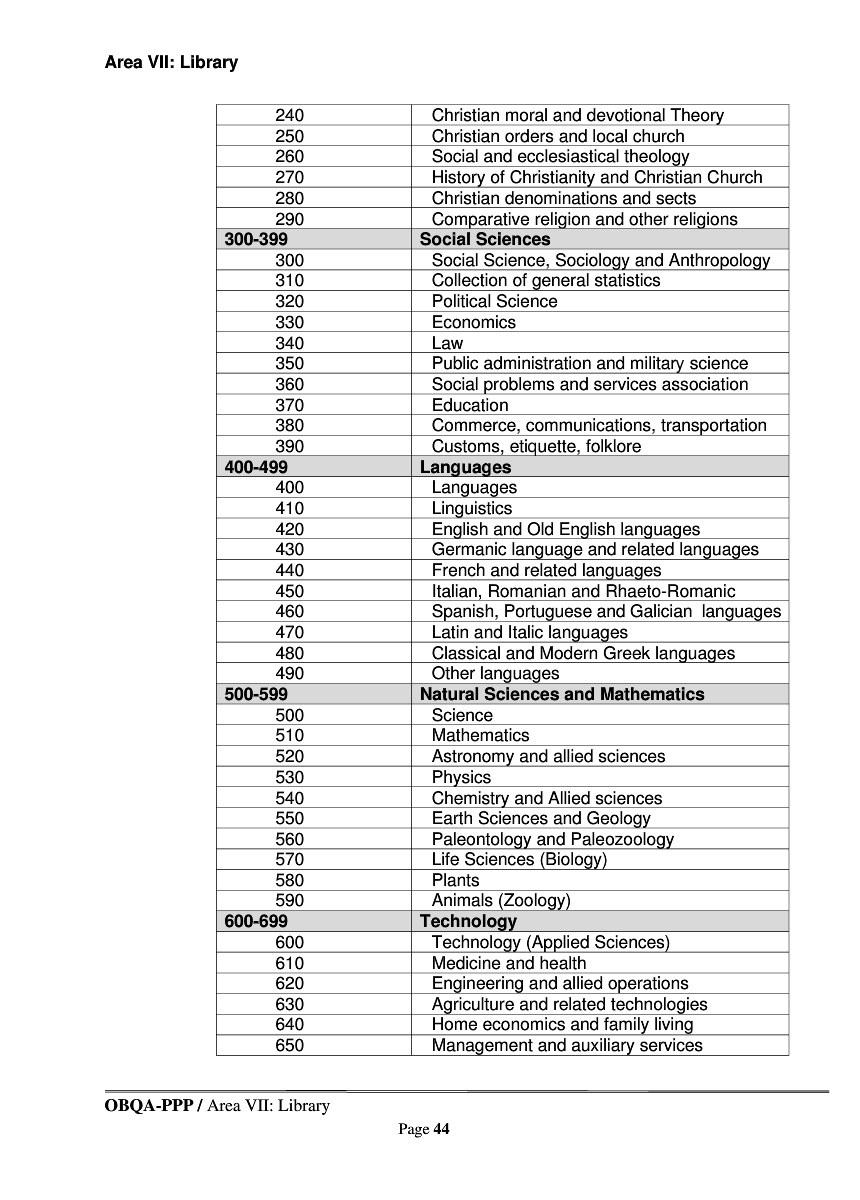 Area VII: Library
240 Christian moral and devotional Theory
250 Christian orders and local church
260 Social and ecclesiastical theology
270 History of Christianity and Christian Church
280 Christian denominations and sects
290 Comparative religion and other religions
300-399 Social Sciences
300 Social Science, Sociology and Anthropology
310 Collection of general statistics
320 Political Science
330 Economics
340 Law
350 Public administration and military science
360 Social problems and services association
370 Education
380 Commerce, communications, transportation
390 Customs, etiquette, folklore
400-499 Languages
400 Languages
410 Linguistics
420 English and Old English languages
430 Germanic language and related languages
440 French and related languages
450 Italian, Romanian and Rhaeto-Romanic
460 Spanish, Portuguese and Galician languages
470 Latin and Italic languages
480 Classical and Modern Greek languages
490 Other languages
500-599 Natural Sciences and Mathematics
500 Science
510 Mathematics
520 Astronomy and allied sciences
530 Physics
540 Chemistry and Allied sciences
550 Earth Sciences and Geology
560 Paleontology and Paleozoology
570 Life Sciences (Biology)
580 Plants
590 Animals (Zoology)
600-699 Technology
600 Technology (Applied Sciences)
610 Medicine and health
620 Engineering and allied operations
630 Agriculture and related technologies
640 Home economics and family living
650 Management and auxiliary services
OBQA-PPP / Area VII: Library
Page 44